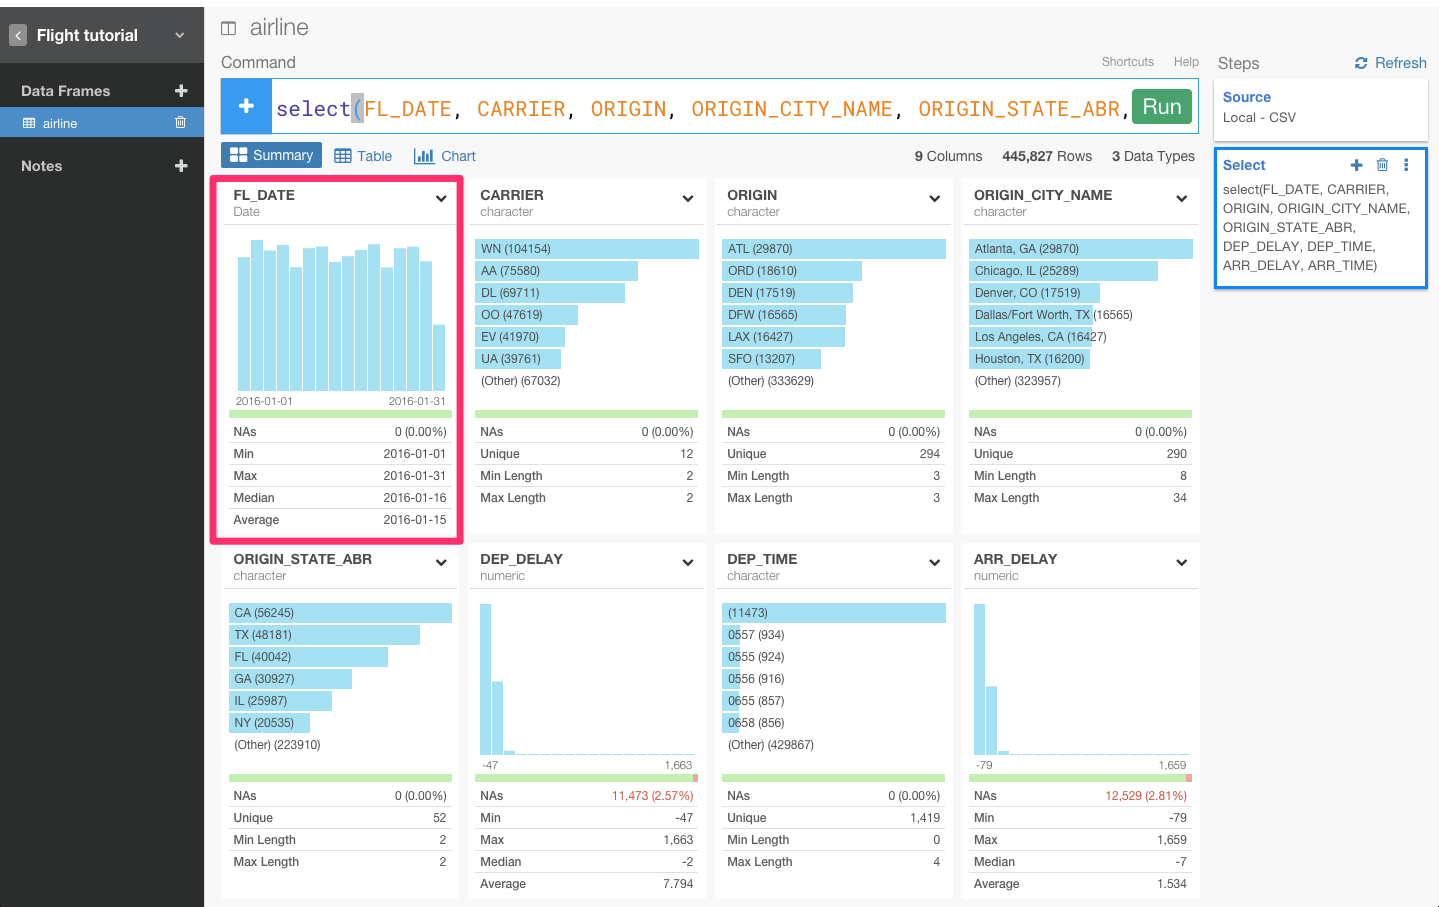 Flight tutorial
Data Frames
airline
Notes
airline
Command
Shortcuts Help
select(FL_DATE, CARRIER, ORIGIN, ORIGIN_CITY_NAME, ORIGIN_STATE_ABR,
Run
Summary Table Chart
9 Columns 445,827 Rows 3 Data Types
FL_DATE
Date
2016-01-01 2016-01-31
NAs 0 (0.00%)
Min 2016-01-01
Max 2016-01-31
Median 2016-01-16
Average 2016-01-15
CARRIER
character
WN (104154)
AA (75580)
DL (69711)
OO (47619)
EV (41970)
UA (39761)
(Other) (67032)
NAs 0 (0.00%)
Unique 12
Min Length 2
Max Length 2
ORIGIN
character
ATL (29870)
ORD (18610)
DEN (17519)
DFW (16565)
LAX (16427)
SFO (13207)
(Other) (333629)
NAs 0 (0.00%)
Unique 294
Min Length 3
Max Length 3
ORIGIN_CITY_NAME
character
Atlanta, GA (29870)
Chicago, IL (25289)
Denver, CO (17519)
Dallas/Fort Worth, TX (16565)
Los Angeles, CA (16427)
Houston, TX (16200)
(Other) (323957)
NAs 0 (0.00%)
Unique 290
Min Length 8
Max Length 34
ORIGIN_STATE_ABR
character
CA (56245)
TX (48181)
FL (40042)
GA (30927)
IL (25987)
NY (20535)
(Other) (223910)
NAs 0 (0.00%)
Unique 52
Min Length 2
Max Length 2
DEP_DELAY
numeric
-47 1,663
NAs 11,473 (2.57%)
Min -47
Max 1,663
Median -2
Average 7.794
DEP_TIME
character
(11473)
0557 (934)
0555 (924)
0556 (916)
0655 (857)
0658 (856)
(Other) (429867)
NAs 0 (0.00%)
Unique 1,419
Min Length 0
Max Length 4
ARR_DELAY
numeric
-79 1,659
NAs 12,529 (2.81%)
Min -79
Max 1,659
Median -7
Average 1.534
Steps Refresh
Source
Local - CSV
Select
select(FL_DATE, CARRIER,
ORIGIN, ORIGIN_CITY_NAME,
ORIGIN_STATE_ABR,
DEP_DELAY, DEP_TIME,
ARR_DELAY, ARR_TIME)